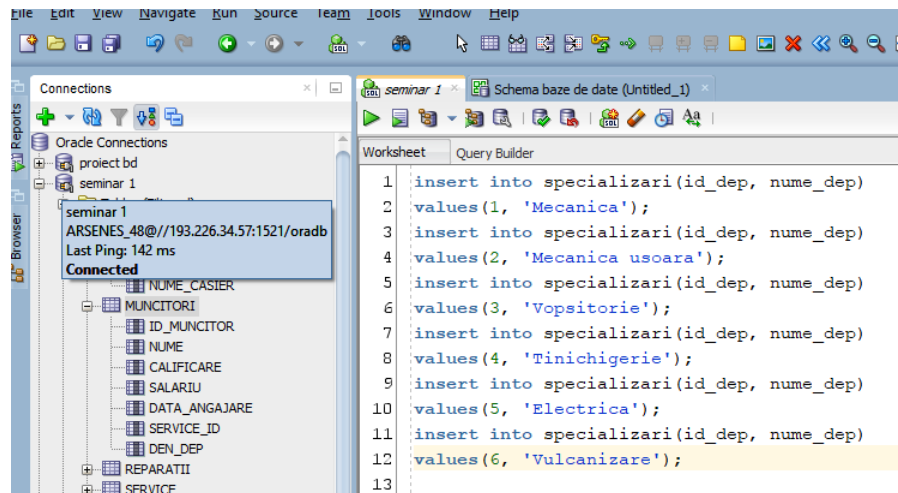 File Edit View Navigate Run Source Team Tools Window Help
Connections
seminar 1
Schema baze de date (Untitled_1)
Reports
Browser
Oracle Connections
proiect bd
seminar 1
seminar 1
ARSENES_48@//193.226.34.57:1521/oradb
Last Ping: 142 ms
Connected
NUME_CASIER
MUNCITORI
ID_MUNCITOR
NUME
CALIFICARE
SALARIU
DATA_ANGAJARE
SERVICE_ID
DEN_DEP
REPARATII
SERVICE
Worksheet Query Builder
1 insert into specializari(id_dep, nume_dep)
2 values(1, 'Mecanica');
3 insert into specializari(id_dep, nume_dep)
4 values(2, 'Mecanica usoara');
5 insert into specializari(id_dep, nume_dep)
6 values(3, 'Vopsitorie');
7 insert into specializari(id_dep, nume_dep)
8 values(4, 'Tinichigerie');
9 insert into specializari(id_dep, nume_dep)
10 values(5, 'Electrica');
11 insert into specializari(id_dep, nume_dep)
12 values(6, 'Vulcanizare');
13